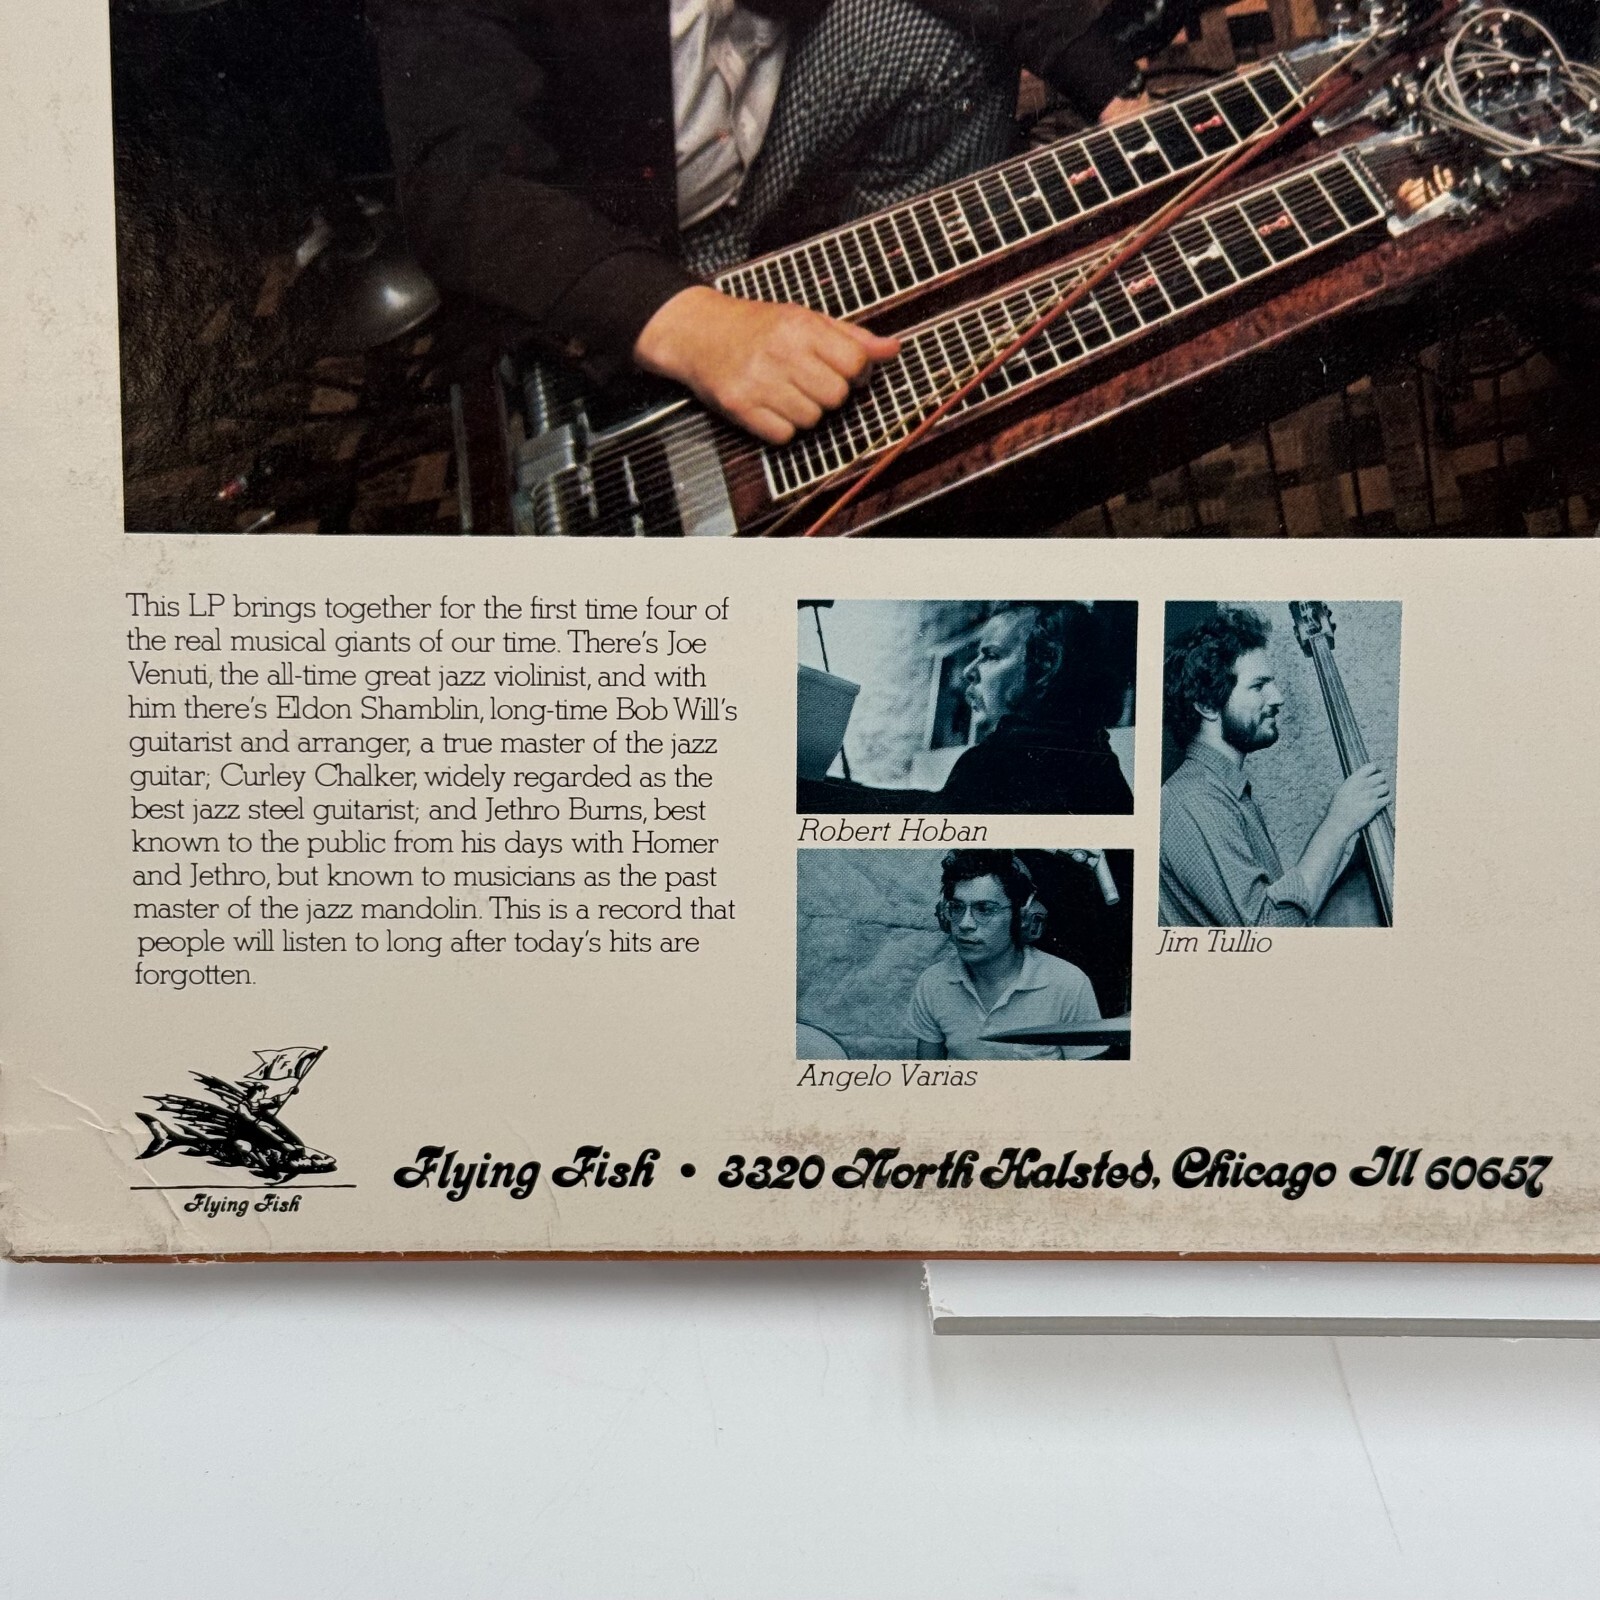 This LP brings together for the first time four of
the real musical giants of our time. There's Joe
Venuti, the all-time great jazz violinist, and with
him there's Eldon Shamblin, long-time Bob Will's
guitarist and arranger, a true master of the jazz
guitar; Curley Chalker, widely regarded as the
best jazz steel guitarist; and Jethro Burns, best
known to the public from his days with Homer
and Jethro, but known to musicians as the past
master of the jazz mandolin. This is a record that
people will listen to long after today's hits are
forgotten.
Robert Hoban
Jim Tullio
Angelo Varias
FF
Flying Fish
Flying Fish • 3320 North Halsted, Chicago Ill 60657